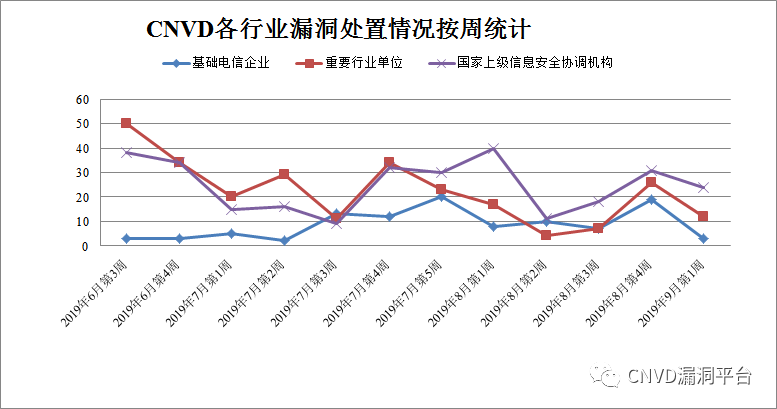 CNVD各行业漏洞处置情况按周统计
基础电信企业 重要行业单位 国家上级信息安全协调机构
60
50
40
30
20
10
0
2019年6月第3周
2019年6月第4周
2019年7月第1周
2019年7月第2周
2019年7月第3周
2019年7月第4周
2019年7月第5周
2019年8月第1周
2019年8月第2周
2019年8月第3周
2019年8月第4周
2019年9月第1周
CNVD漏洞平台